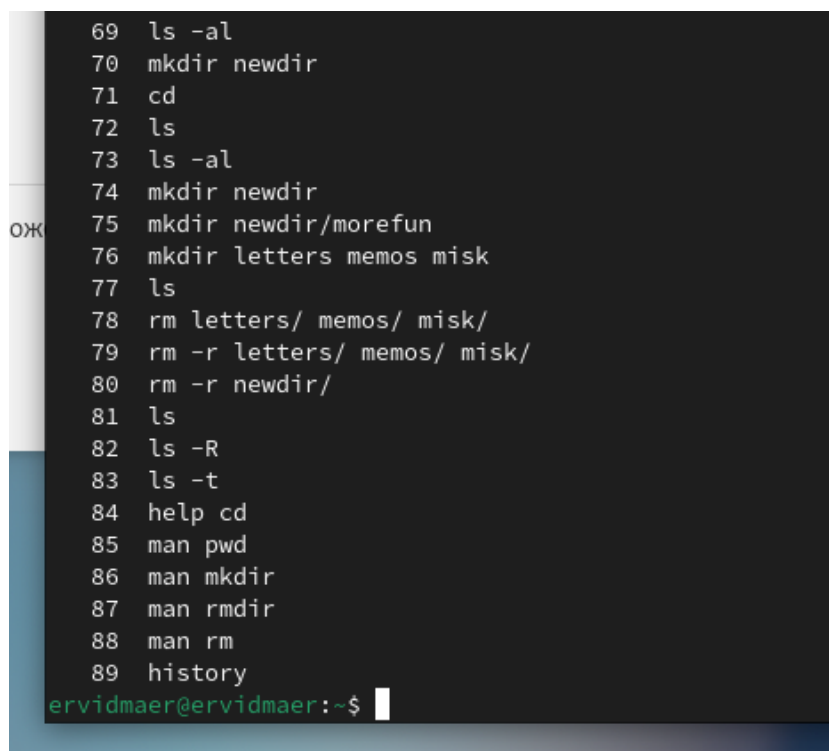 69 ls -al
70 mkdir newdir
71 cd
72 ls
73 ls -al
74 mkdir newdir
75 mkdir newdir/morefun
76 mkdir letters memos misk
77 ls
78 rm letters/ memos/ misk/
79 rm -r letters/ memos/ misk/
80 rm -r newdir/
81 ls
82 ls -R
83 ls -t
84 help cd
85 man pwd
86 man mkdir
87 man rmdir
88 man rm
89 history
ervidmaer@ervidmaer:~$